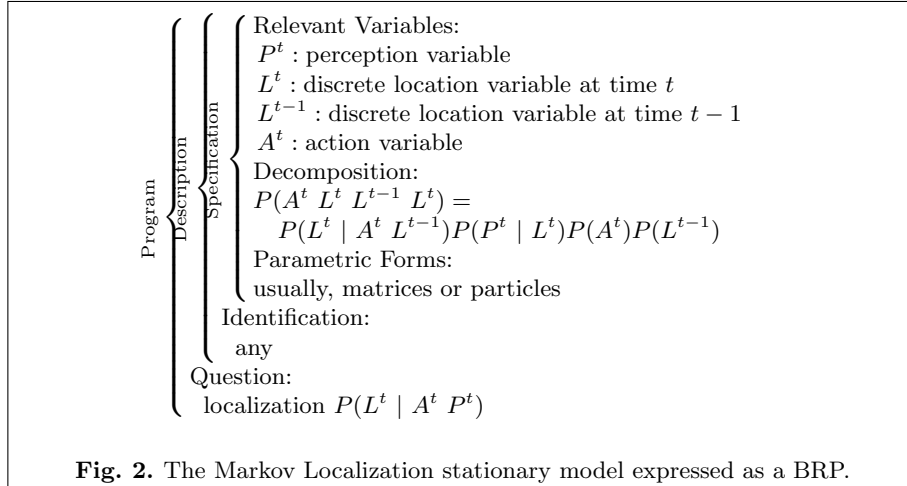 Program
Description
Specification
Relevant Variables:
P^t : perception variable
L^t : discrete location variable at time t
L^{t−1} : discrete location variable at time t − 1
A^t : action variable
Decomposition:
P(A^t L^t L^{t−1} L^t) =
P(L^t | A^t L^{t−1})P(P^t | L^t)P(A^t)P(L^{t−1})
Parametric Forms:
usually, matrices or particles
Identification:
any
Question:
localization P(L^t | A^t P^t)
Fig. 2. The Markov Localization stationary model expressed as a BRP.